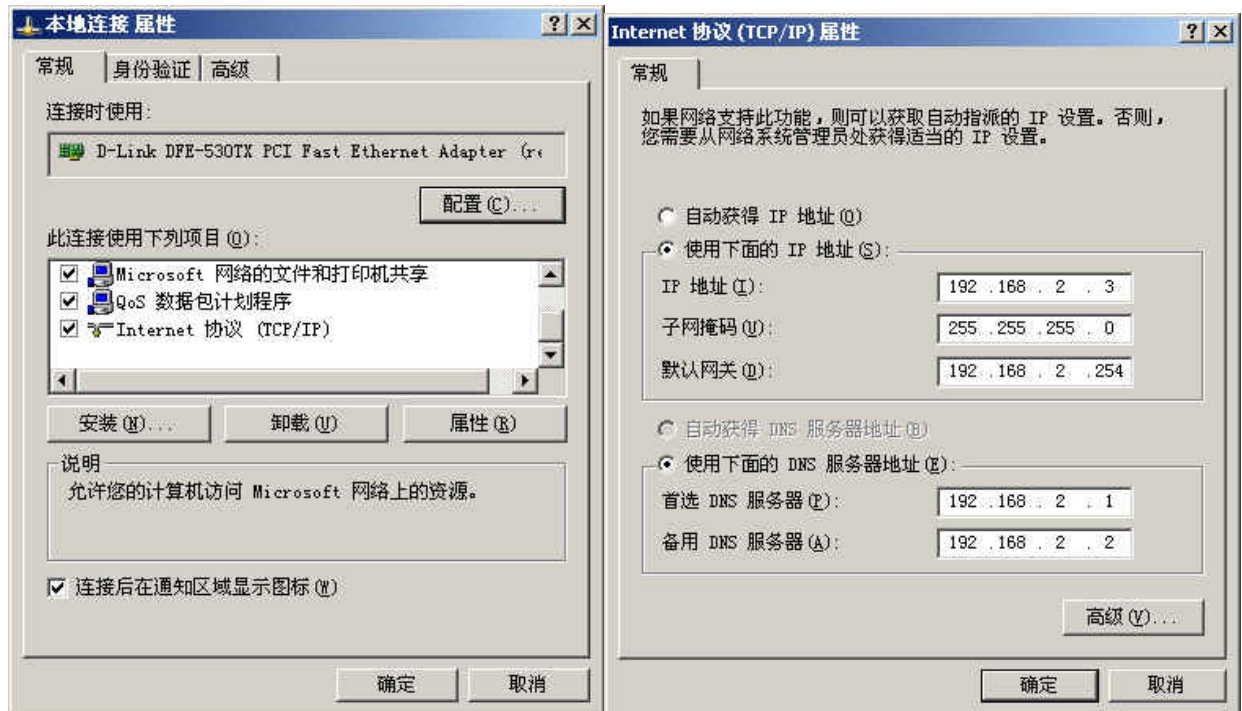 本地连接 属性
常规
身份验证
高级
连接时使用:
D-Link DFE-530TX PCI Fast Ethernet Adapter (re
配置(C)...
此连接使用下列项目(O):
Microsoft 网络的文件和打印机共享
QoS 数据包计划程序
Internet 协议 (TCP/IP)
安装(N)...
卸载(U)
属性(R)
说明
允许您的计算机访问 Microsoft 网络上的资源。
连接后在通知区域显示图标(W)
确定
取消
Internet 协议 (TCP/IP) 属性
常规
如果网络支持此功能,则可以获取自动指派的 IP 设置。否则,
您需要从网络系统管理员处获得适当的 IP 设置。
自动获得 IP 地址(O)
使用下面的 IP 地址(S):
IP 地址(I):
192 .168 . 2 . 3
子网掩码(U):
255 .255 .255 . 0
默认网关(D):
192 .168 . 2 .254
自动获得 DNS 服务器地址(B)
使用下面的 DNS 服务器地址(E):
首选 DNS 服务器(P):
192 .168 . 2 . 1
备用 DNS 服务器(A):
192 .168 . 2 . 2
高级(V)...
确定
取消